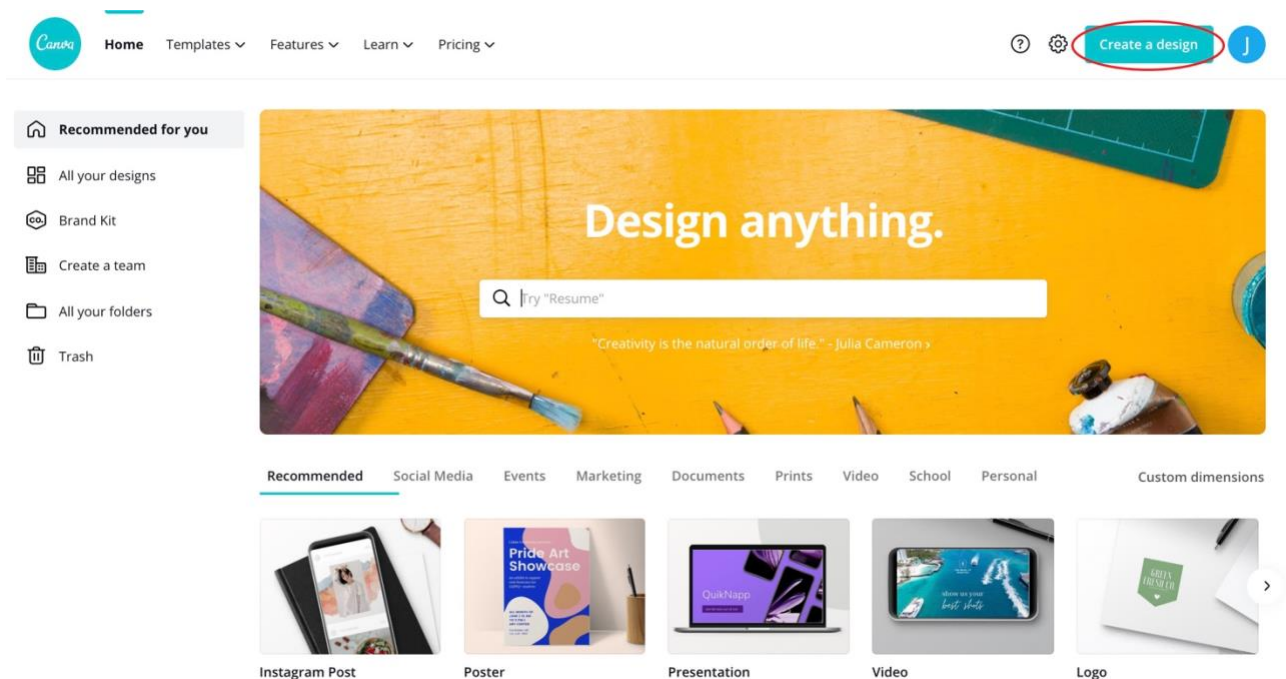 Canva
Home
Templates
Features
Learn
Pricing
?
Create a design
J
Recommended for you
All your designs
CO.
Brand Kit
Create a team
All your folders
Trash
Design anything.
Try "Resume"
"Creativity is the natural order of life." - Julia Cameron ›
Recommended
Social Media
Events
Marketing
Documents
Prints
Video
School
Personal
Custom dimensions
Pride Art
Showcase
QuikNapp
show us your
best shots
GREEN
FRESH CO
Instagram Post
Poster
Presentation
Video
Logo